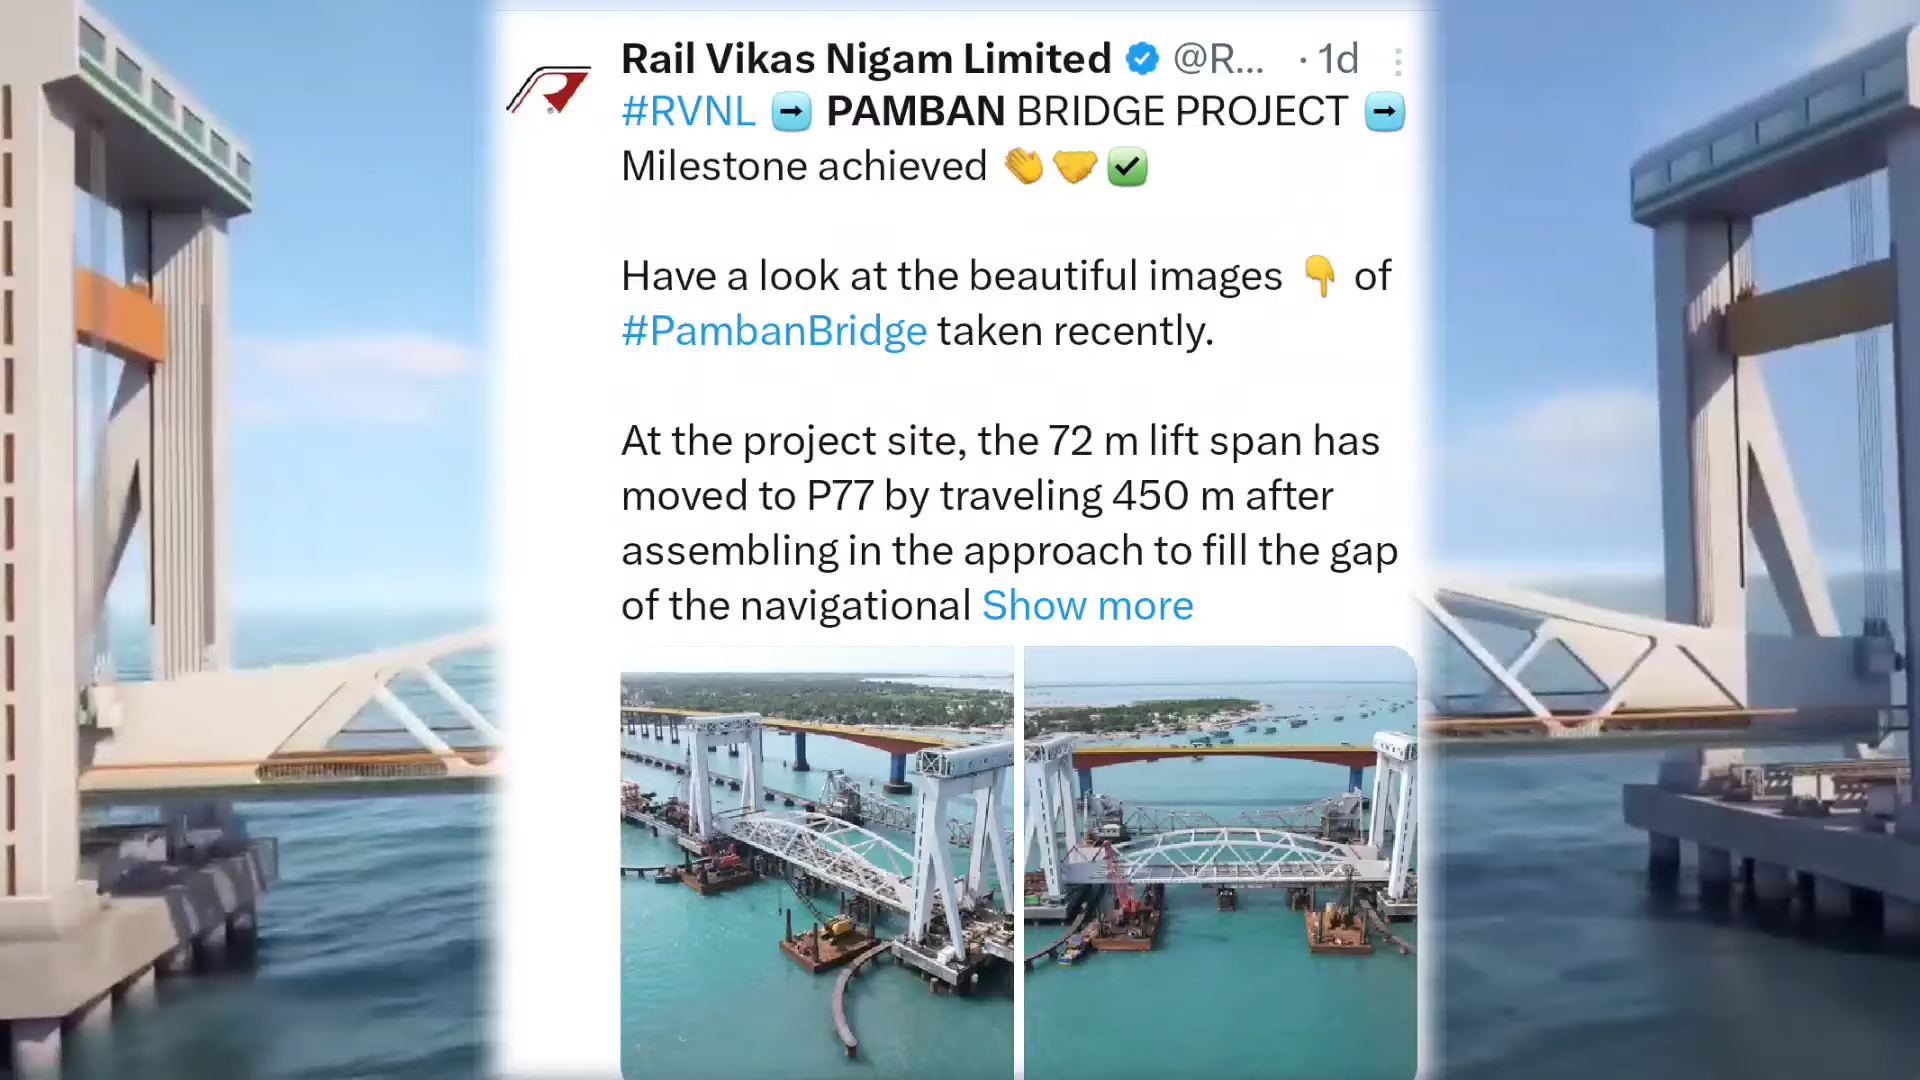 Rail Vikas Nigam Limited @R... · 1d
#RVNL ➡️ PAMBAN BRIDGE PROJECT ➡️
Milestone achieved 👏🤝✅
Have a look at the beautiful images 👇 of
#PambanBridge taken recently.
At the project site, the 72 m lift span has
moved to P77 by traveling 450 m after
assembling in the approach to fill the gap
of the navigational Show more